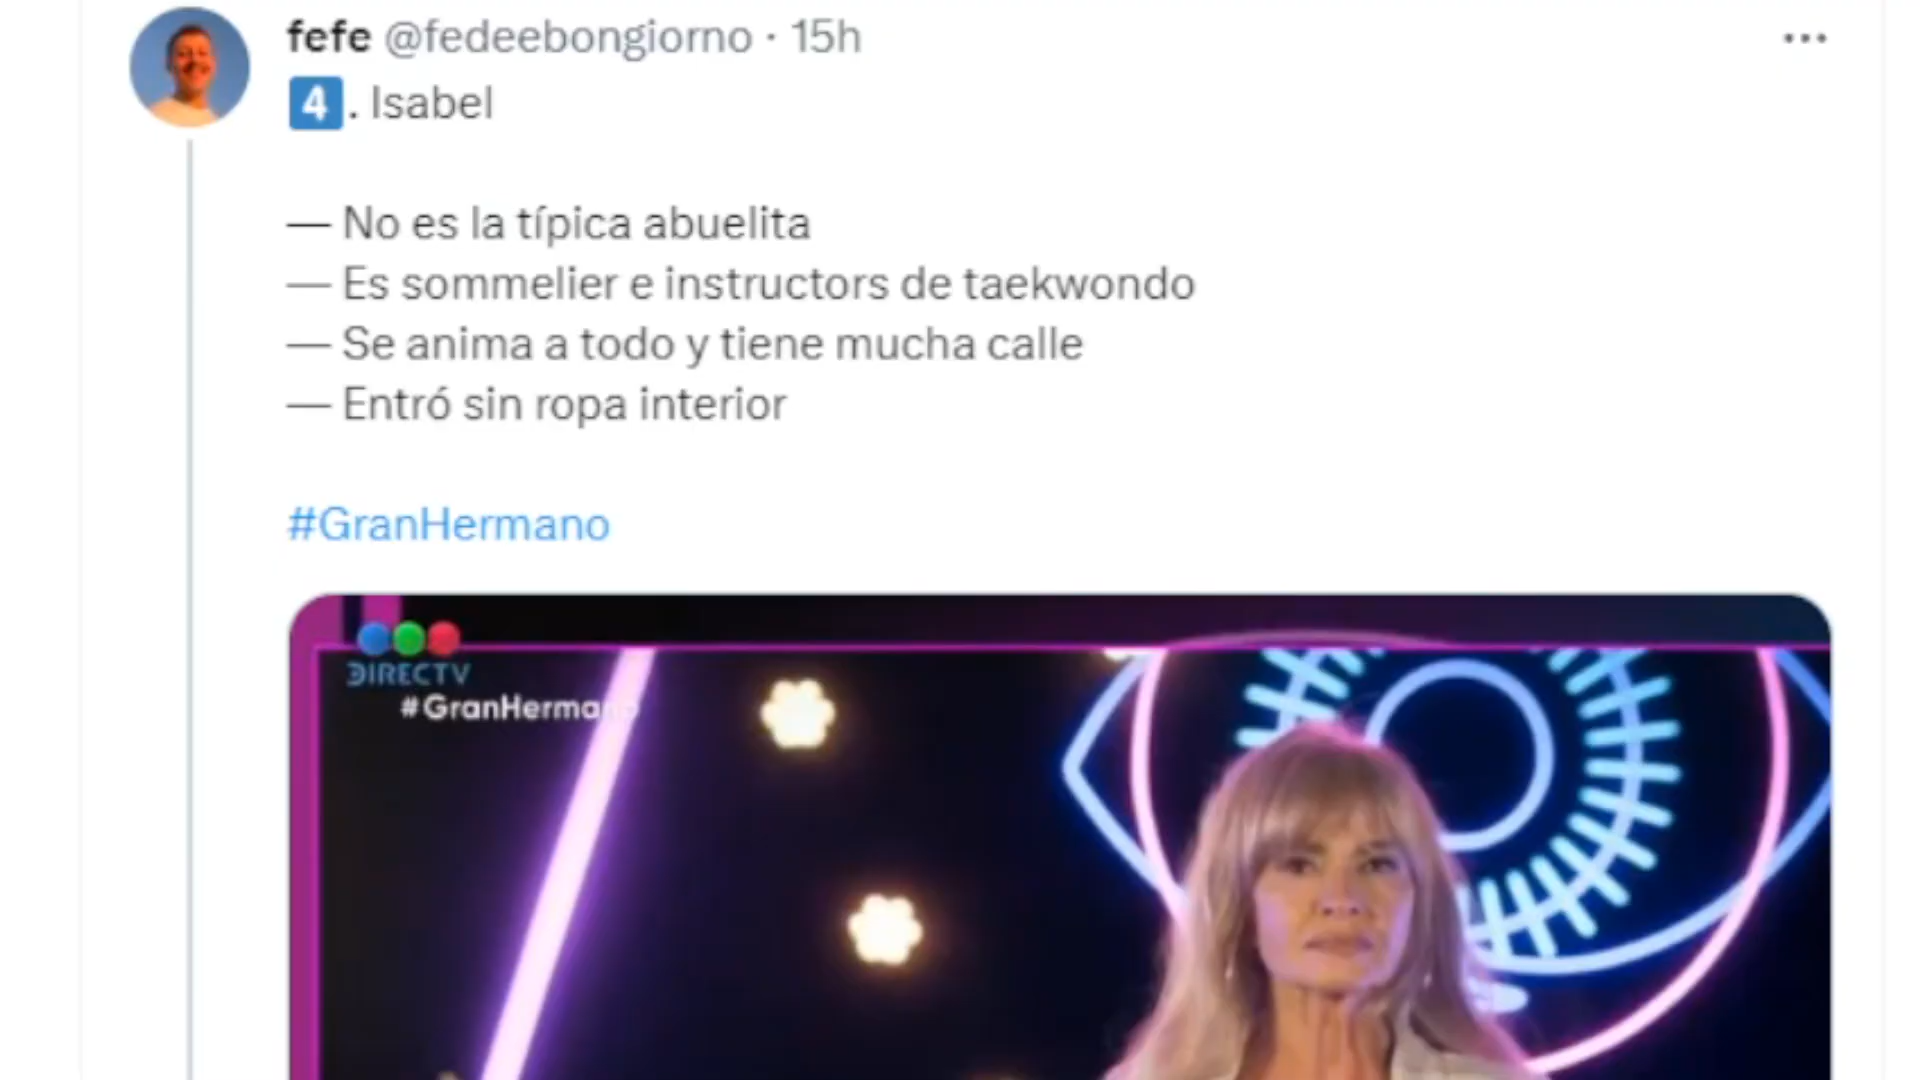 fefe @fedeebongiorno · 15h
4. Isabel
— No es la típica abuelita
— Es sommelier e instructors de taekwondo
— Se anima a todo y tiene mucha calle
— Entró sin ropa interior
#GranHermano
DIRECTV
#GranHermano